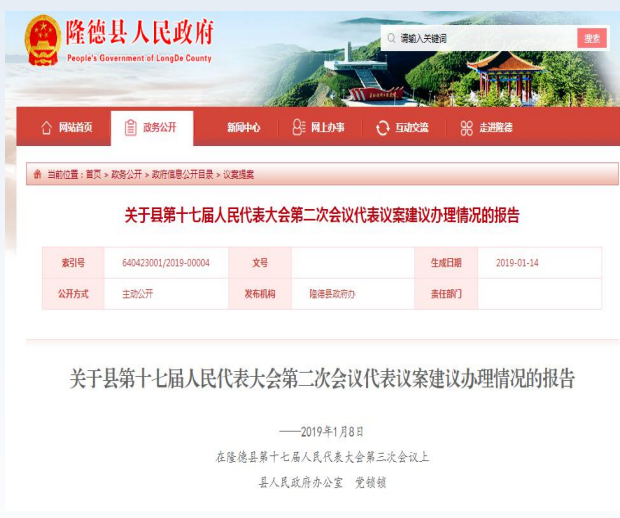 隆德县人民政府
People's Government of LongDe County
请输入关键词
搜索
网站首页 政务公开 新闻中心 网上办事 互动交流 走进隆德
当前位置：首页 > 政务公开 > 政府信息公开目录 > 议案提案
关于县第十七届人民代表大会第二次会议代表议案建议办理情况的报告
索引号 640423001/2019-00004 文号 生成日期 2019-01-14
公开方式 主动公开 发布机构 隆德县政府办 责任部门
关于县第十七届人民代表大会第二次会议代表议案建议办理情况的报告
——2019年1月8日
在隆德县第十七届人民代表大会第三次会议上
县人民政府办公室 党锁锁